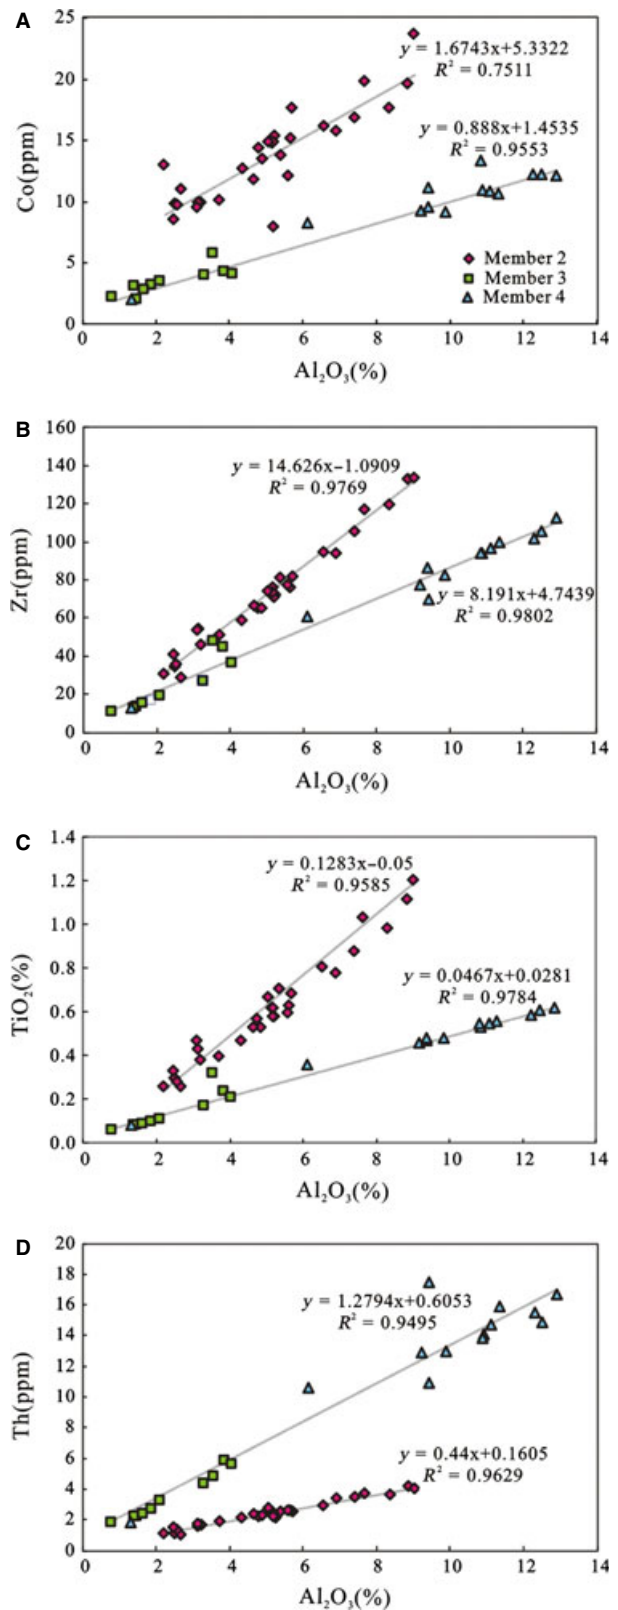 A
25
20
15
10
5
0
Co(ppm)
y = 1.6743x+5.3322
R² = 0.7511
y = 0.888x+1.4535
R² = 0.9553
Member 2
Member 3
Member 4
0 2 4 6 8 10 12 14
Al₂O₃(%)
B
160
140
120
100
80
60
40
20
0
Zr(ppm)
y = 14.626x−1.0909
R² = 0.9769
y = 8.191x+4.7439
R² = 0.9802
0 2 4 6 8 10 12 14
Al₂O₃(%)
C
1.4
1.2
1.0
0.8
0.6
0.4
0.2
0.0
TiO₂(%)
y = 0.1283x−0.05
R² = 0.9585
y = 0.0467x+0.0281
R² = 0.9784
0 2 4 6 8 10 12 14
Al₂O₃(%)
D
20
18
16
14
12
10
8
6
4
2
0
Th(ppm)
y = 1.2794x+0.6053
R² = 0.9495
y = 0.44x+0.1605
R² = 0.9629
0 2 4 6 8 10 12 14
Al₂O₃(%)